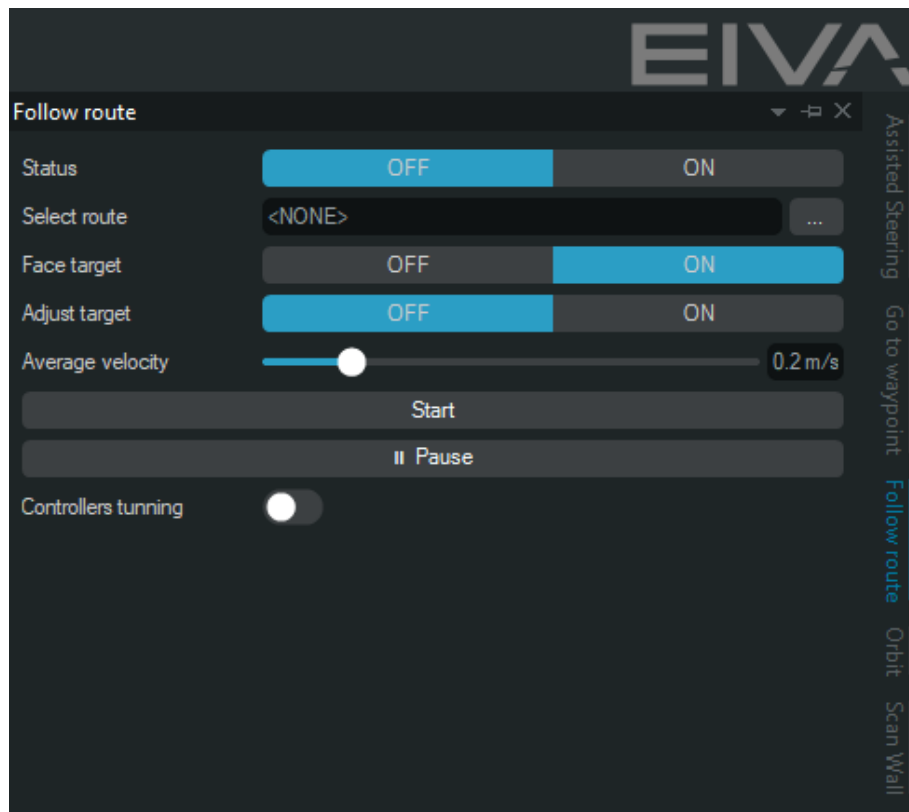 EIVA
Follow route
Status OFF ON
Select route <NONE> ...
Face target OFF ON
Adjust target OFF ON
Average velocity 0.2 m/s
Start
Pause
Controllers tunning
Assisted Steering
Go to waypoint
Follow route
Orbit
Scan Wall